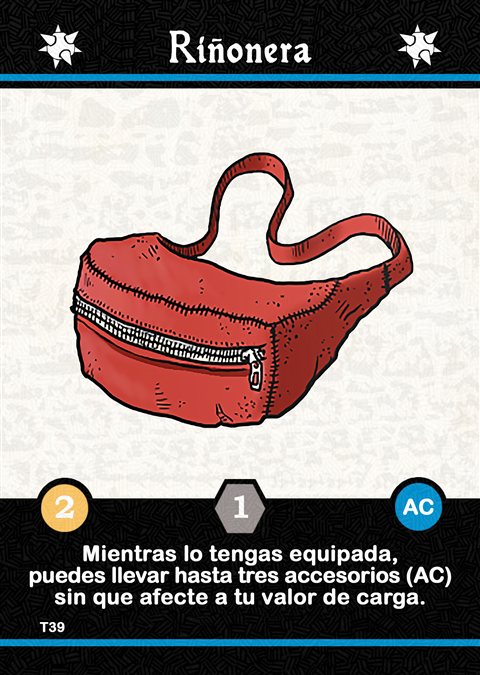 Riñonera
2
1
AC
Mientras lo tengas equipada,
puedes llevar hasta tres accesorios (AC)
sin que afecte a tu valor de carga.
T39